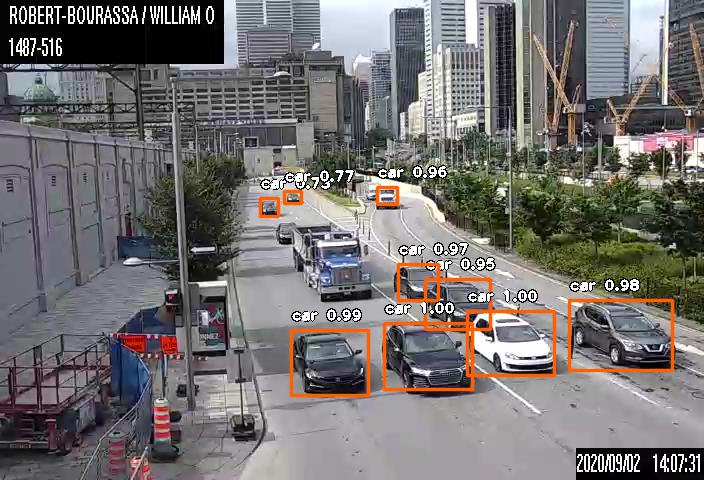 ROBERT-BOURASSA / WILLIAM O
1487-516
car 0.77
car 0.73
car 0.96
car 0.97
car 0.95
car 1.00
car 0.98
car 1.00
car 0.99
2020/09/02 14:07:31